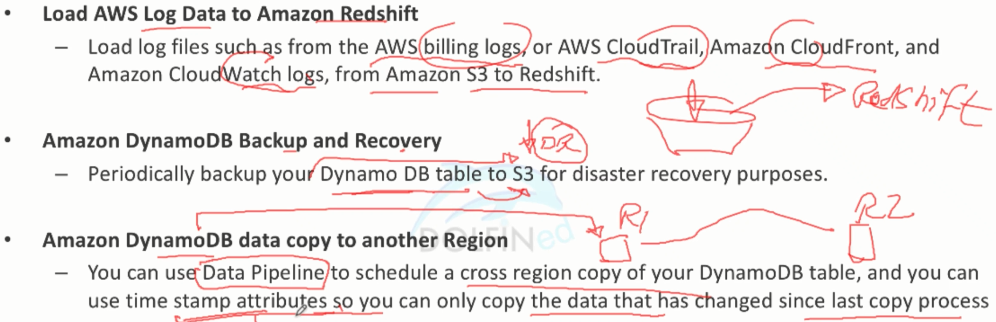 • Load AWS Log Data to Amazon Redshift
– Load log files such as from the AWS billing logs, or AWS CloudTrail, Amazon CloudFront, and
Amazon CloudWatch logs, from Amazon S3 to Redshift.
Redshift
• Amazon DynamoDB Backup and Recovery
DR
– Periodically backup your Dynamo DB table to S3 for disaster recovery purposes.
R1 R2
• Amazon DynamoDB data copy to another Region
DOLFINed
– You can use Data Pipeline to schedule a cross region copy of your DynamoDB table, and you can
use time stamp attributes so you can only copy the data that has changed since last copy process